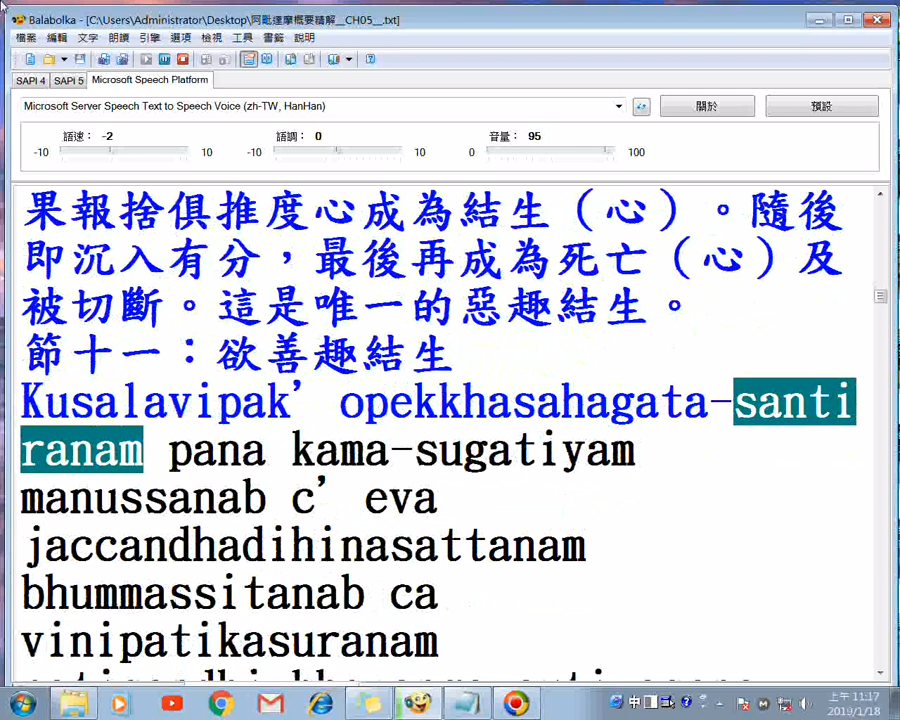 Balabolka - [C:\Users\Administrator\Desktop\阿毗達摩概要精解__CH05__.txt]
檔案 編輯 文字 朗讀 引擎 選項 檢視 工具 書籤 說明
SAPI 4 SAPI 5 Microsoft Speech Platform
Microsoft Server Speech Text to Speech Voice (zh-TW, HanHan) 關於 預設
語速： -2 語調： 0 音量： 95
-10 10 -10 10 0 100
果報捨俱推度心成為結生（心）。隨後
即沉入有分，最後再成為死亡（心）及
被切斷。這是唯一的惡趣結生。
節十一：欲善趣結生
Kusalavipak’ opekkhasahagata-santi
ranam pana kama-sugatiyam
manussanab c’ eva
jaccandhadihinasattanam
bhummassitanab ca
vinipatikasuranam
中
上午 11:17
2019/1/18